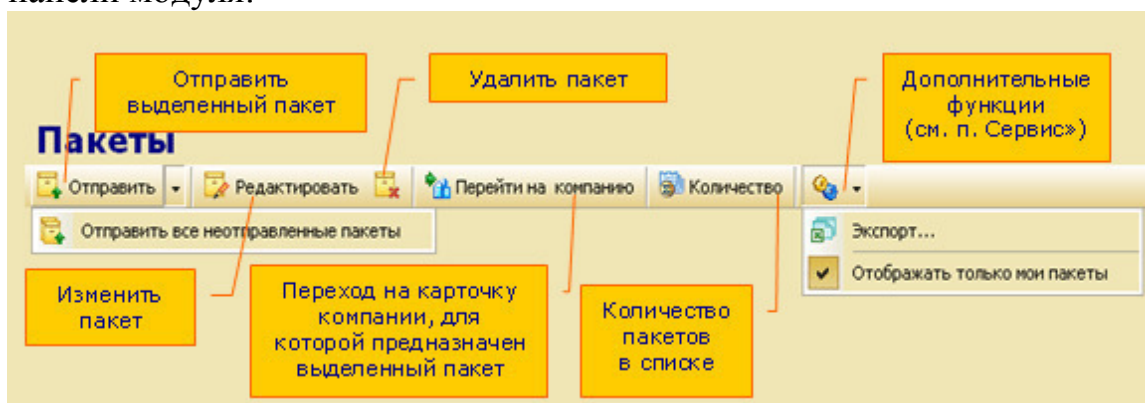 панели модуля.
Отправить
выделенный пакет
Удалить пакет
Дополнительные
функции
(см. п. Сервис»)
Пакеты
Отправить Редактировать Перейти на компанию Количество
Отправить все неотправленные пакеты
Экспорт...
Отображать только мои пакеты
Изменить
пакет
Переход на карточку
компании, для
которой предназначен
выделенный пакет
Количество
пакетов
в списке